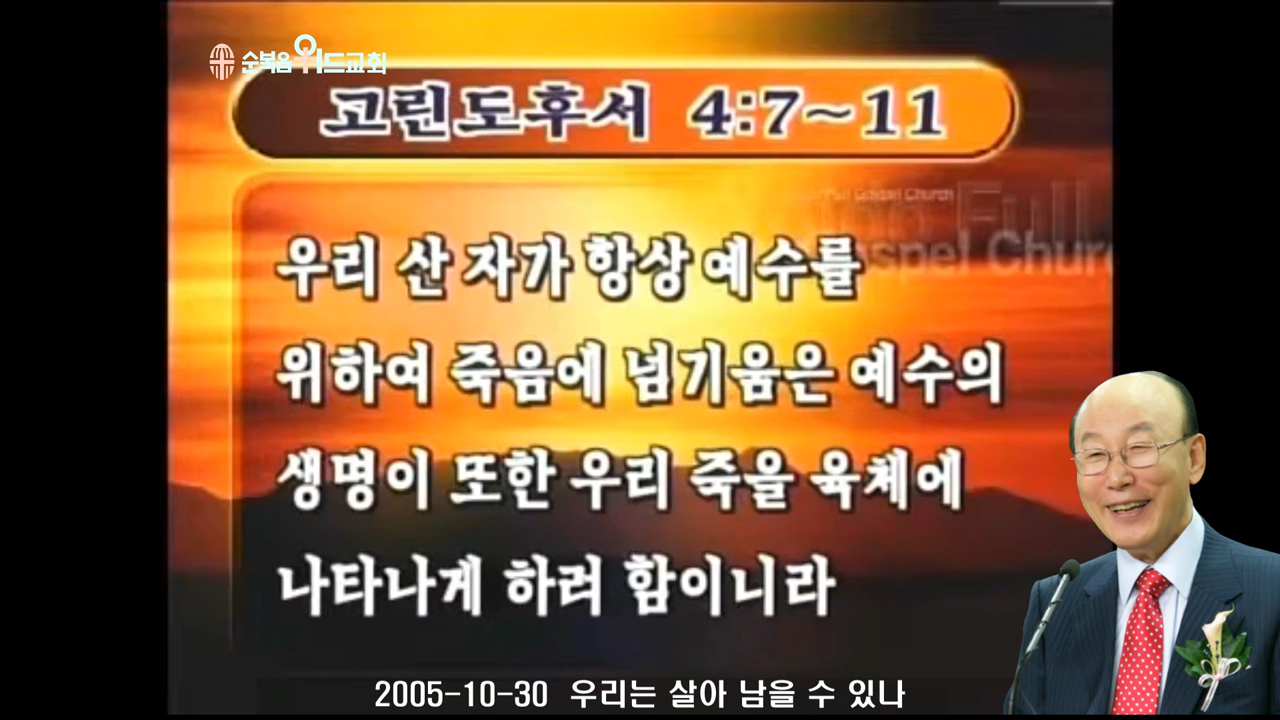 순복음위드교회
고린도후서 4:7~11
Full Gospel Church
우리 산 자가 항상 예수를
위하여 죽음에 넘기움은 예수의
생명이 또한 우리 죽을 육체에
나타나게 하려 함이니라
2005-10-30 우리는 살아 남을 수 있나